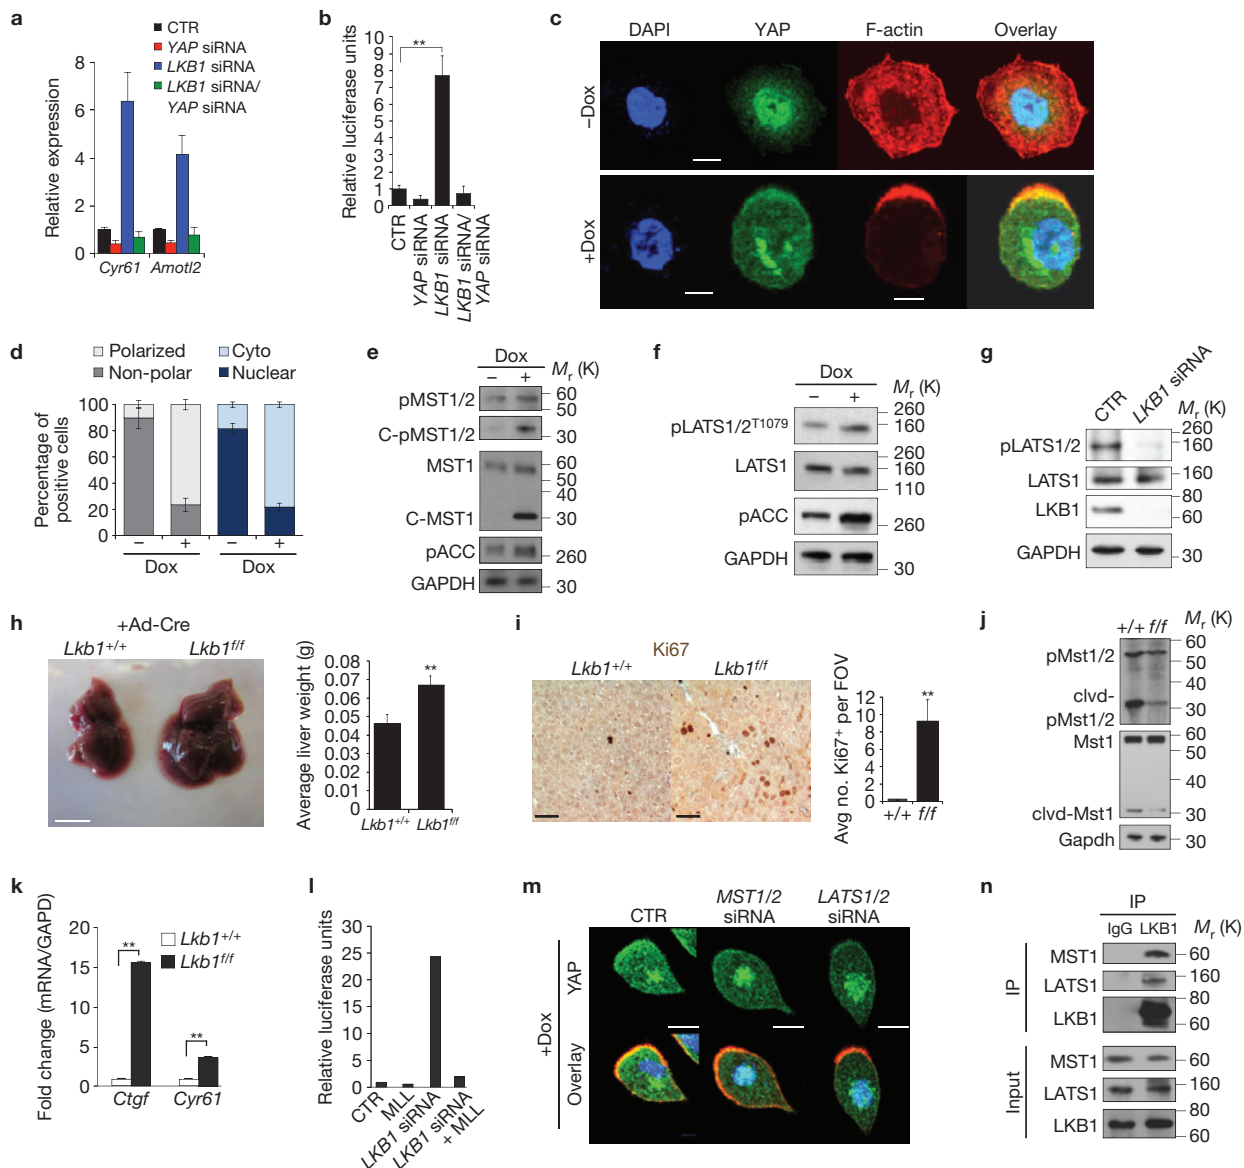 a
CTR
YAP siRNA
LKB1 siRNA
LKB1 siRNA/
YAP siRNA
Relative expression
8
6
4
2
0
Cyr61 Amotl2
b
Relative luciferase units
10
9
8
7
6
5
4
3
2
1
0
**
CTR
YAP siRNA
LKB1 siRNA
LKB1 siRNA/
YAP siRNA
c
DAPI YAP F-actin Overlay
–Dox
+Dox
d
Polarized Cyto
Non-polar Nuclear
Percentage of
positive cells
100
80
60
40
20
0
– + – +
Dox Dox
e
Dox
– + Mr (K)
pMST1/2 60
50
C-pMST1/2 30
MST1 60
50
40
C-MST1 30
pACC 260
GAPDH 30
f
Dox
– + Mr (K)
260
pLATS1/2T1079 160
LATS1 260
160
110
pACC 260
GAPDH 30
g
CTR
LKB1 siRNA
Mr (K)
260
pLATS1/2 160
LATS1 160
80
LKB1 60
GAPDH 30
h
+Ad-Cre
Lkb1+/+ Lkb1f/f
Average liver weight (g)
0.08
0.07
0.06
0.05
0.04
0.03
0.02
0.01
0.00
**
Lkb1+/+ Lkb1f/f
i
Ki67
Lkb1+/+ Lkb1f/f
Avg no. Ki67+ per FOV
12
10
8
6
4
2
0
**
+/+ f/f
j
+/+ f/f Mr (K)
60
pMst1/2 50
40
clvd-
pMst1/2 30
Mst1 60
50
40
clvd-Mst1 30
Gapdh 30
k
Fold change (mRNA/GAPD)
20
15
10
5
0
**
**
Lkb1+/+
Lkb1f/f
Ctgf Cyr61
l
Relative luciferase units
30
25
20
15
10
5
0
CTR
MLL
LKB1 siRNA
LKB1 siRNA
+ MLL
m
MST1/2 LATS1/2
CTR siRNA siRNA
YAP
Overlay
+Dox
n
IP
IgG LKB1 Mr (K)
IP
MST1 60
LATS1 160
80
LKB1 60
Input
MST1 60
LATS1 160
80
LKB1 60